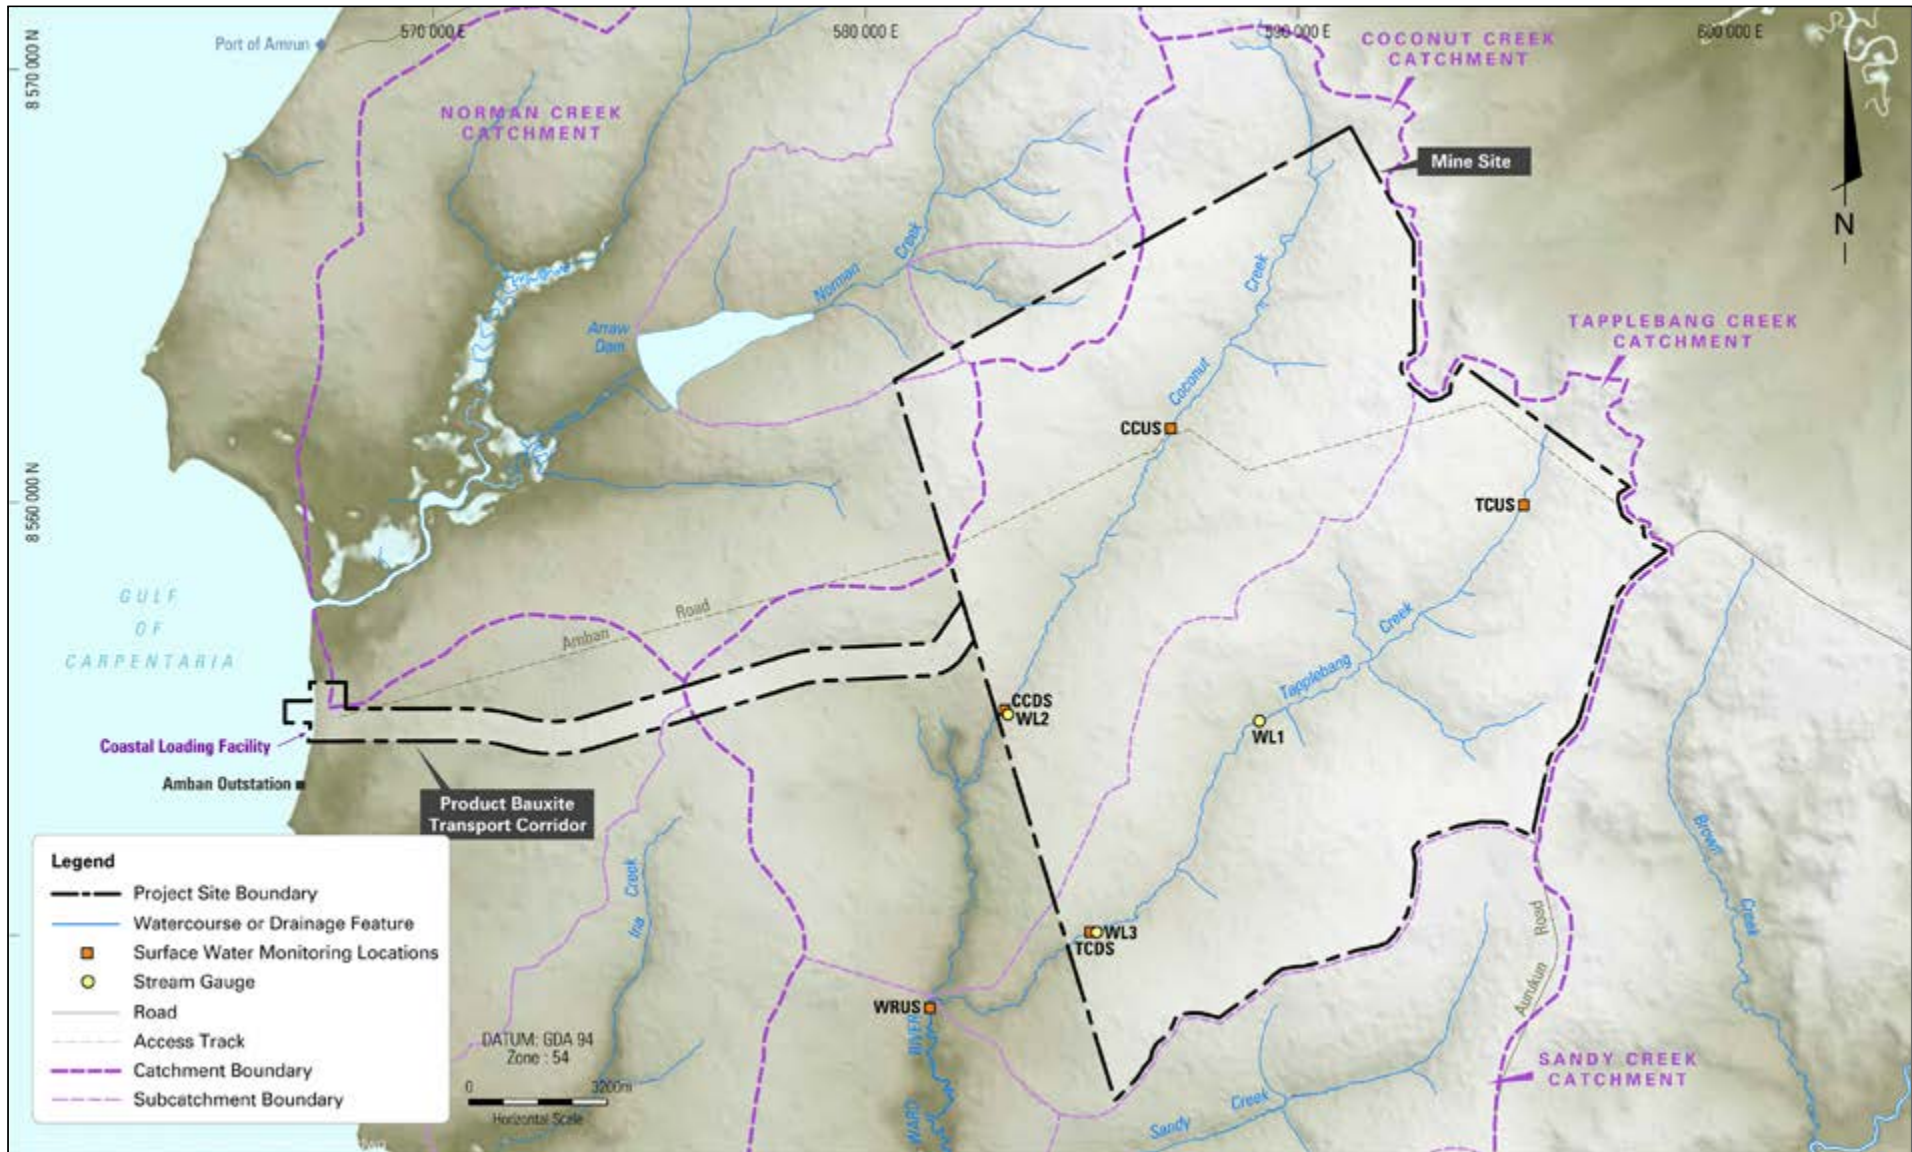 570 000 E
580 000 E
590 000 E
600 000 E
8 570 000 N
8 560 000 N
Port of Amrun
NORMAN CREEK
CATCHMENT
COCONUT CREEK
CATCHMENT
Mine Site
N
TAPPLEBANG CREEK
CATCHMENT
Norman
Creek
Arraw
Dam
Coconut
Creek
CCUS
TCUS
GULF
OF
CARPENTARIA
Amban
Road
Tapplebang
Creek
CCDS
WL2
WL1
Coastal Loading Facility
Amban Outstation
Product Bauxite
Transport Corridor
Brown
Creek
Ina
Creek
WL3
TCDS
WRUS
WARD
RIVER
Aurukun
Road
SANDY CREEK
CATCHMENT
Sandy
Creek
DATUM: GDA 94
Zone : 54
0
3200m
Horizontal Scale
Legend
Project Site Boundary
Watercourse or Drainage Feature
Surface Water Monitoring Locations
Stream Gauge
Road
Access Track
Catchment Boundary
Subcatchment Boundary